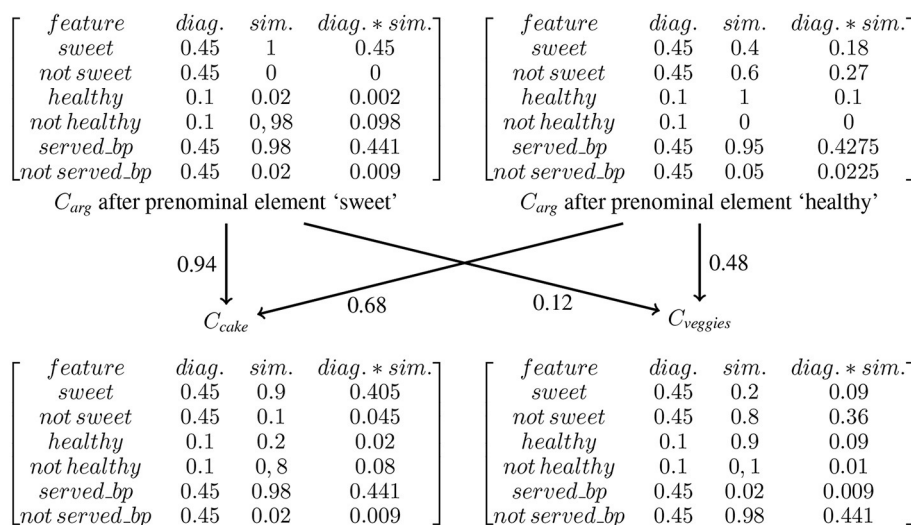 feature diag. sim. diag. * sim. feature diag. sim. diag. * sim.
sweet 0.45 1 0.45 sweet 0.45 0.4 0.18
not sweet 0.45 0 0 not sweet 0.45 0.6 0.27
healthy 0.1 0.02 0.002 healthy 0.1 1 0.1
not healthy 0.1 0,98 0.098 not healthy 0.1 0 0
served_bp 0.45 0.98 0.441 served_bp 0.45 0.95 0.4275
not served_bp 0.45 0.02 0.009 not served_bp 0.45 0.05 0.0225
C_arg after prenominal element ‘sweet’ C_arg after prenominal element ‘healthy’
0.94 0.48
0.68 0.12
C_cake C_veggies
feature diag. sim. diag. * sim. feature diag. sim. diag. * sim.
sweet 0.45 0.9 0.405 sweet 0.45 0.2 0.09
not sweet 0.45 0.1 0.045 not sweet 0.45 0.8 0.36
healthy 0.1 0.2 0.02 healthy 0.1 0.9 0.09
not healthy 0.1 0,8 0.08 not healthy 0.1 0,1 0.01
served_bp 0.45 0.98 0.441 served_bp 0.45 0.02 0.009
not served_bp 0.45 0.02 0.009 not served_bp 0.45 0.98 0.441